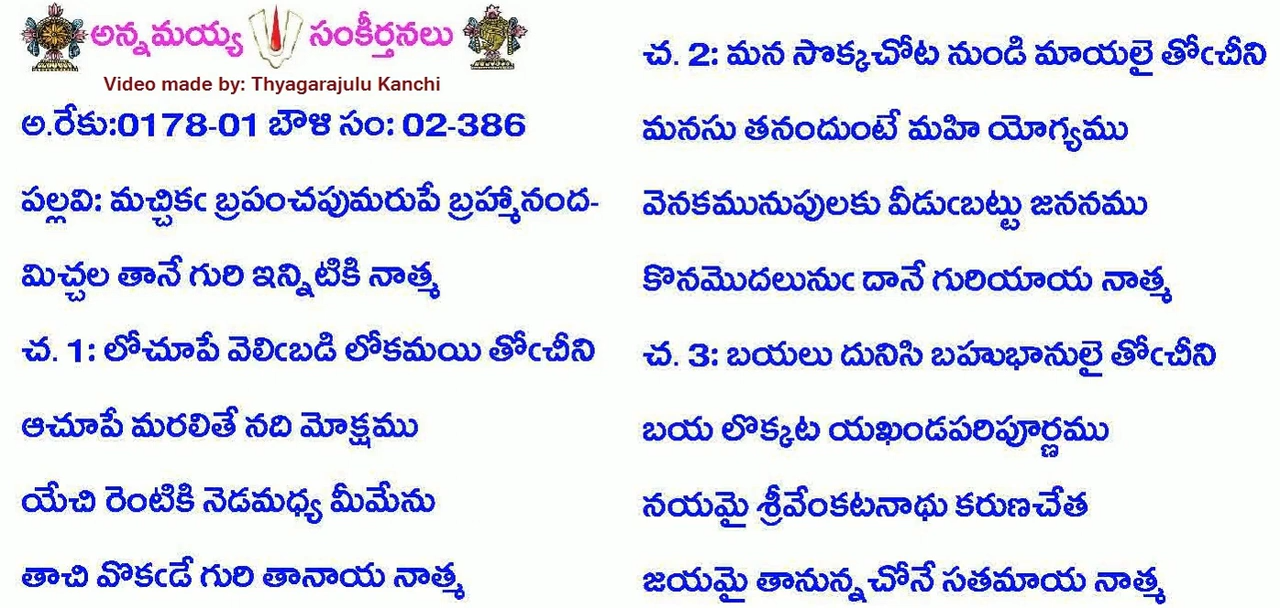 అన్నమయ్య సంకీర్తనలు
Video made by: Thyagarajulu Kanchi
అ.రేకు:0178-01 బౌళి సం: 02-386
పల్లవి: మచ్చికఁ బ్రపంచపుమరుపే బ్రహ్మానంద-
మిచ్చల తానే గురి ఇన్నిటికి నాత్మ
చ. 1: లోచూపే వెలిఁబడి లోకమయి తోఁచీని
ఆచూపే మరలితే నది మోక్షము
యేచి రెంటికి నెడమధ్య మీమేను
తాచి వొకఁడే గురి తానాయ నాత్మ
చ. 2: మన సొక్కచోట నుండి మాయలై తోఁచీని
మనసు తనందుంటే మహి యోగ్యము
వెనకమునుపులకు వీడుఁబట్టు జననము
కొనమొదలునుఁ దానే గురియాయ నాత్మ
చ. 3: బయలు దునిసి బహుభానులై తోఁచీని
బయ లొక్కట యఖండపరిపూర్ణము
నయమై శ్రీవేంకటనాథు కరుణచేత
జయమై తానున్నచోనే సతమాయ నాత్మ